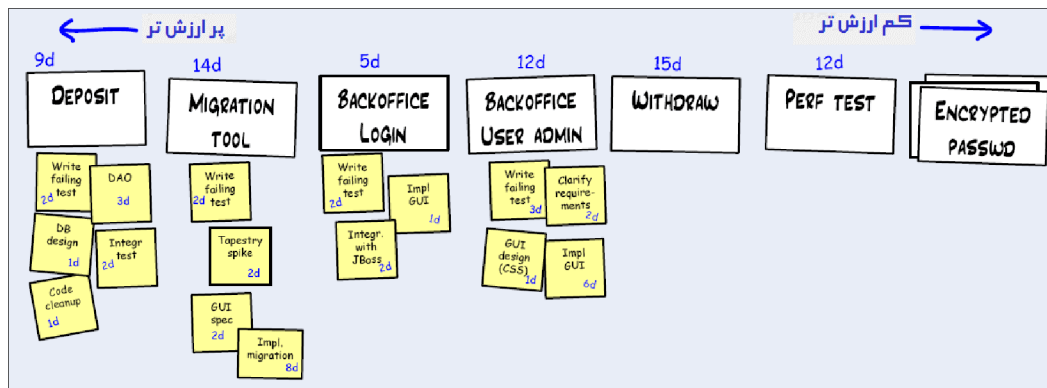 پر ارزش تر
کم ارزش تر
9d
DEPOSIT
Write
failing
test
2d
DAO
3d
DB
design
1d
Integr
test
2d
Code
cleanup
1d
14d
MIGRATION
TOOL
Write
failing
test
2d
Tapestry
spike
2d
GUI
spec
2d
Impl.
migration
8d
5d
BACKOFFICE
LOGIN
Write
failing
test
2d
Impl
GUI
1d
Integr.
with
JBoss
2d
12d
BACKOFFICE
USER ADMIN
Write
failing
test
3d
Clarify
require-
ments
2d
GUI
design
(CSS)
1d
Impl
GUI
6d
15d
WITHDRAW
12d
PERF TEST
ENCRYPTED
PASSWD